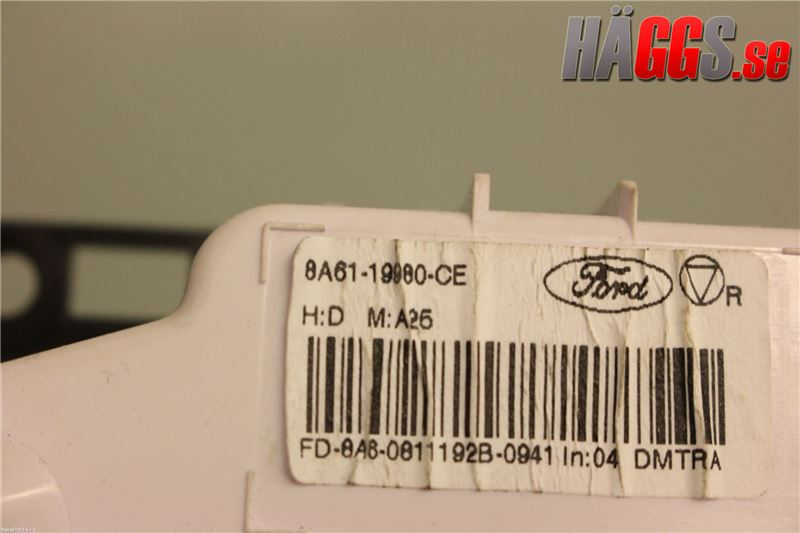 HÄGGS.se
8A61-19980-CE
Ford
R
H:D M:A25
FD-8A6-0811192B-0941 In:04 DMTRA